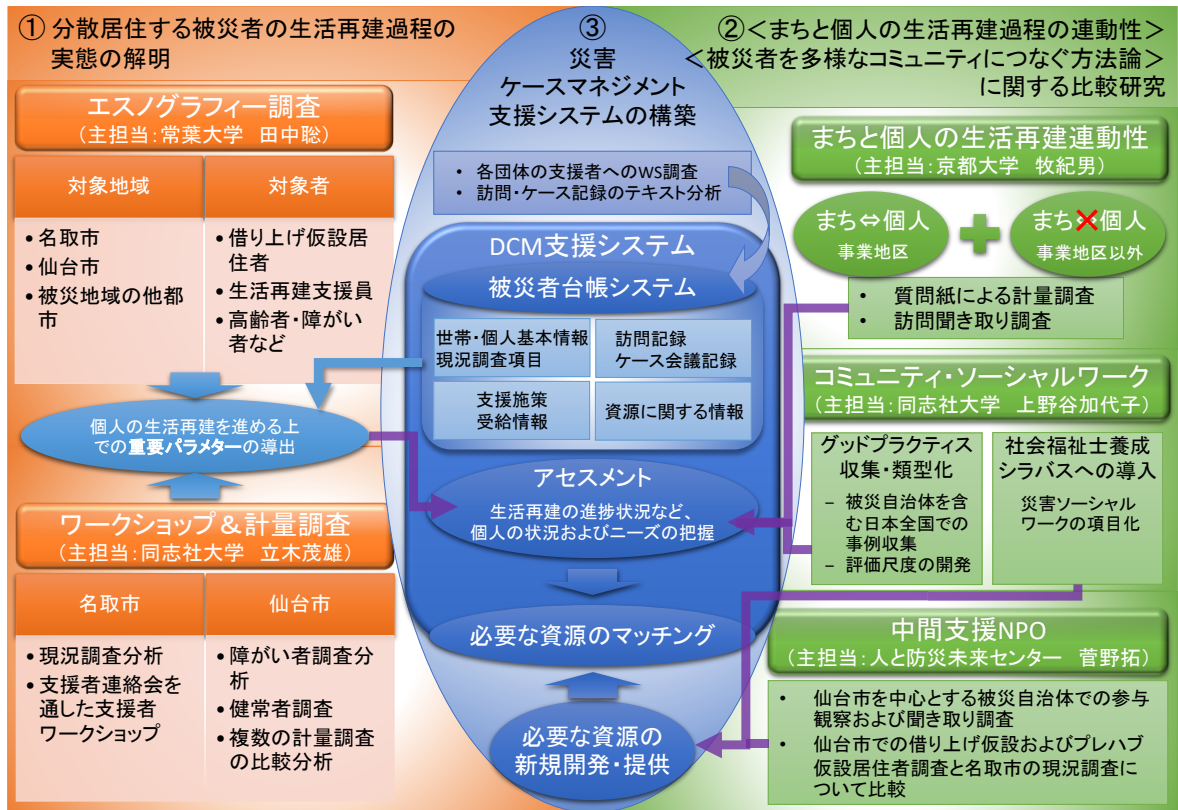 ① 分散居住する被災者の生活再建過程の
実態の解明
エスノグラフィー調査
(主担当:常葉大学 田中聡)
対象地域
対象者
• 名取市
• 仙台市
• 被災地域の他都
市
• 借り上げ仮設居
住者
• 生活再建支援員
• 高齢者・障がい
者など
個人の生活再建を進める上
での重要パラメターの導出
ワークショップ&計量調査
(主担当:同志社大学 立木茂雄)
名取市
仙台市
• 現況調査分析
• 支援者連絡会を
通した支援者
ワークショップ
• 障がい者調査分
析
• 健常者調査
• 複数の計量調査
の比較分析
③
災害
ケースマネジメント
支援システムの構築
• 各団体の支援者へのWS調査
• 訪問・ケース記録のテキスト分析
DCM支援システム
被災者台帳システム
世帯・個人基本情報
現況調査項目
訪問記録
ケース会議記録
支援施策
受給情報
資源に関する情報
アセスメント
生活再建の進捗状況など、
個人の状況およびニーズの把握
必要な資源のマッチング
必要な資源の
新規開発・提供
②<まちと個人の生活再建過程の連動性>
<被災者を多様なコミュニティにつなぐ方法論>
に関する比較研究
まちと個人の生活再建連動性
(主担当:京都大学 牧紀男)
まち⇔個人
事業地区
まち⇔個人
事業地区以外
• 質問紙による計量調査
• 訪問聞き取り調査
コミュニティ・ソーシャルワーク
(主担当:同志社大学 上野谷加代子)
グッドプラクティス
収集・類型化
– 被災自治体を含
む日本全国での
事例収集
– 評価尺度の開発
社会福祉士養成
シラバスへの導入
災害ソーシャル
ワークの項目化
中間支援NPO
(主担当:人と防災未来センター 菅野拓)
• 仙台市を中心とする被災自治体での参与
観察および聞き取り調査
• 仙台市での借り上げ仮設およびプレハブ
仮設居住者調査と名取市の現況調査に
ついて比較